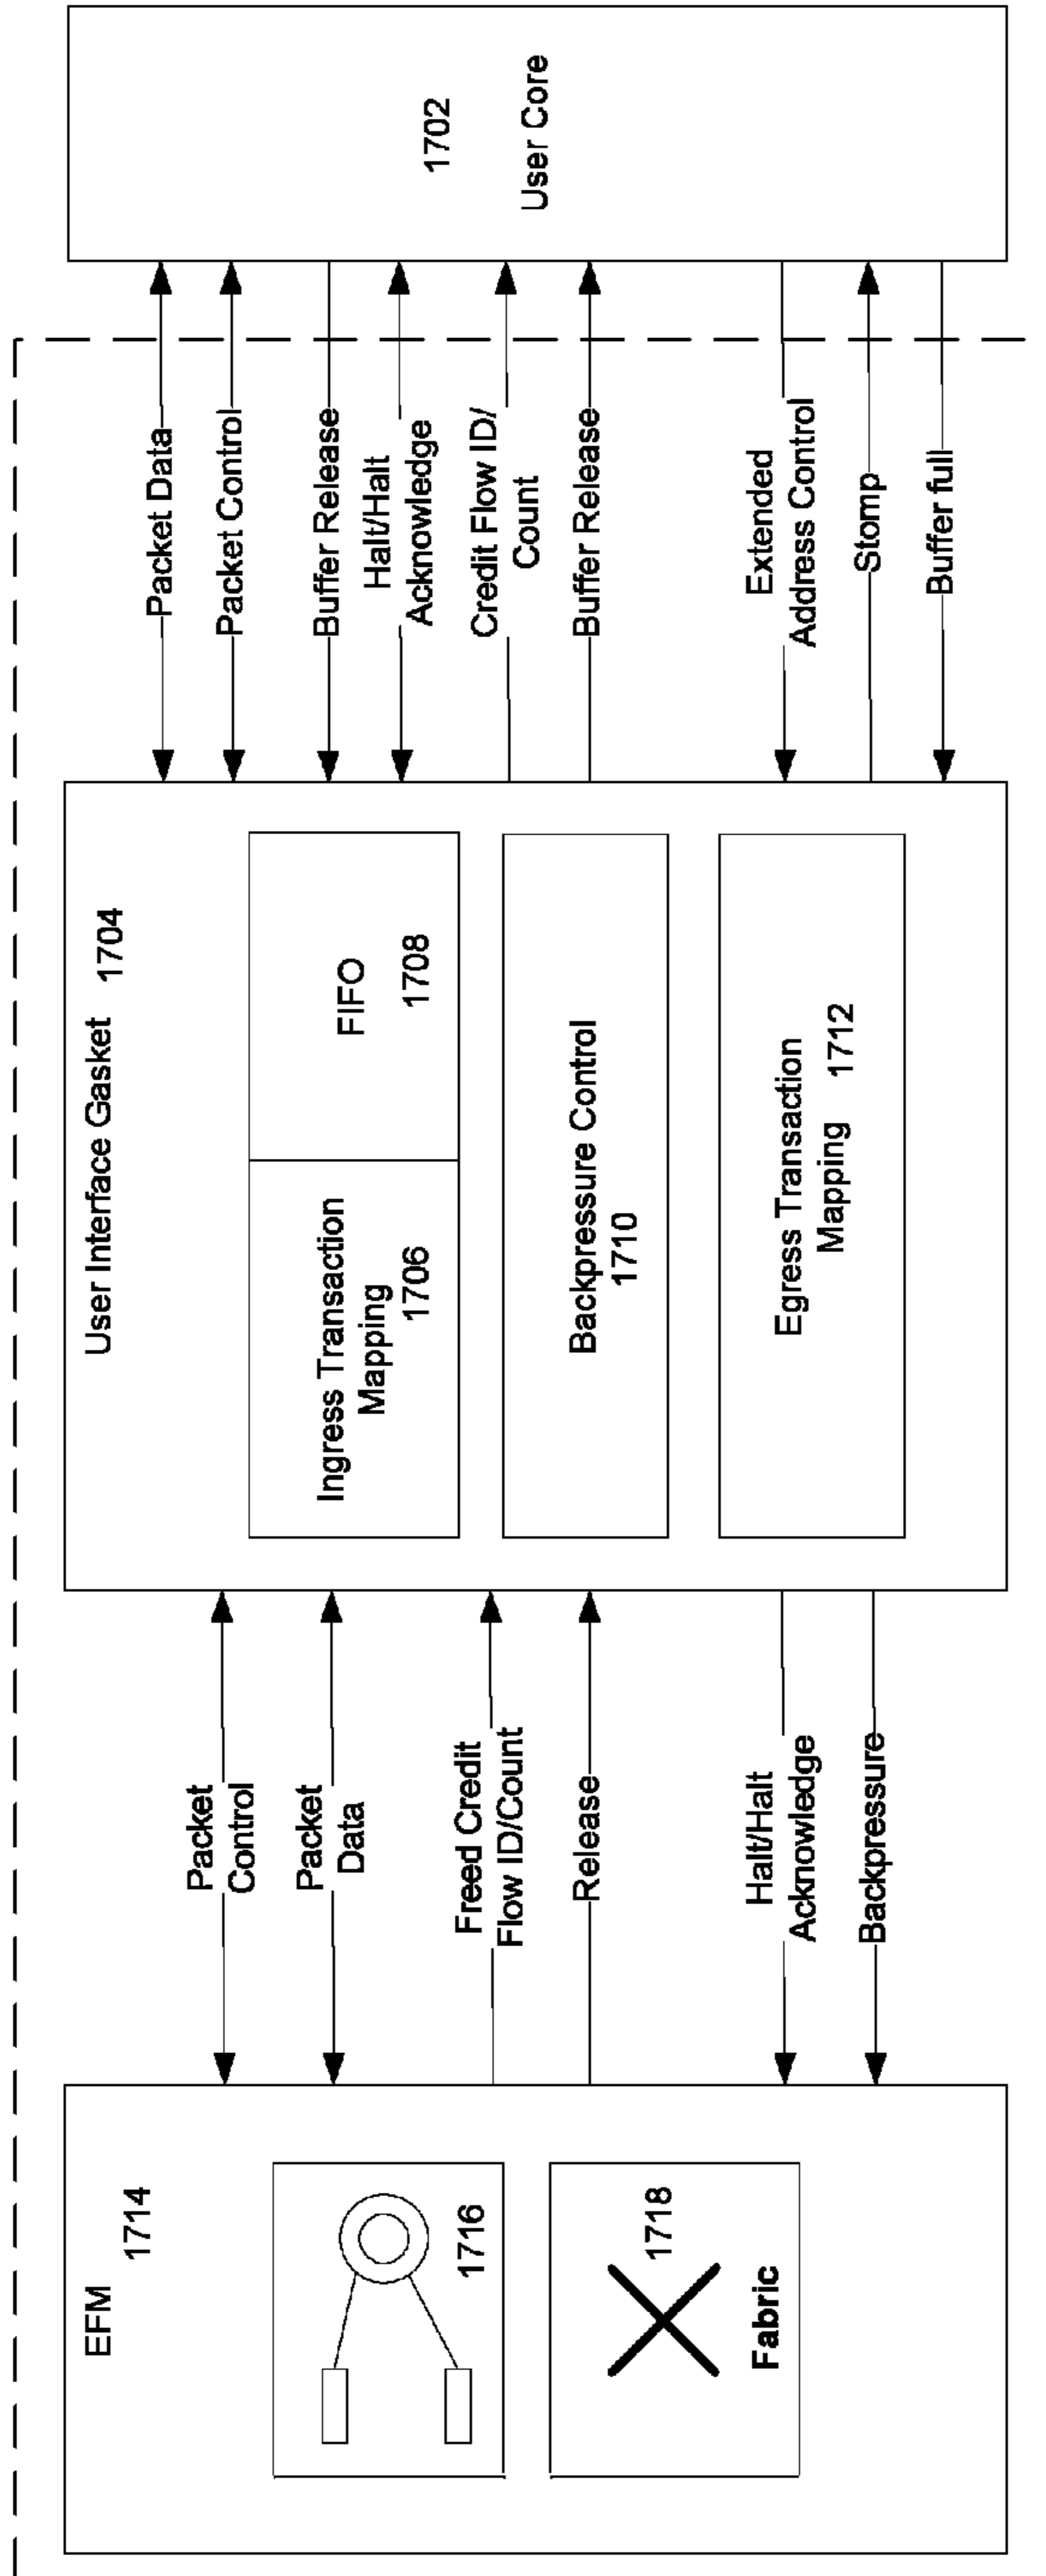 EFM
1714
1716
1718
Fabric
Packet
Control
Packet
Data
Freed Credit
Flow ID/Count
Release
Halt/Halt
Acknowledge
Backpressure
User Interface Gasket 1704
Ingress Transaction
Mapping
1706
FIFO
1708
Backpressure Control
1710
Egress Transaction
Mapping 1712
Packet Data
Packet Control
Buffer Release
Halt/Halt
Acknowledge
Credit Flow ID/
Count
Buffer Release
Extended
Address Control
Stomp
Buffer full
1702
User Core